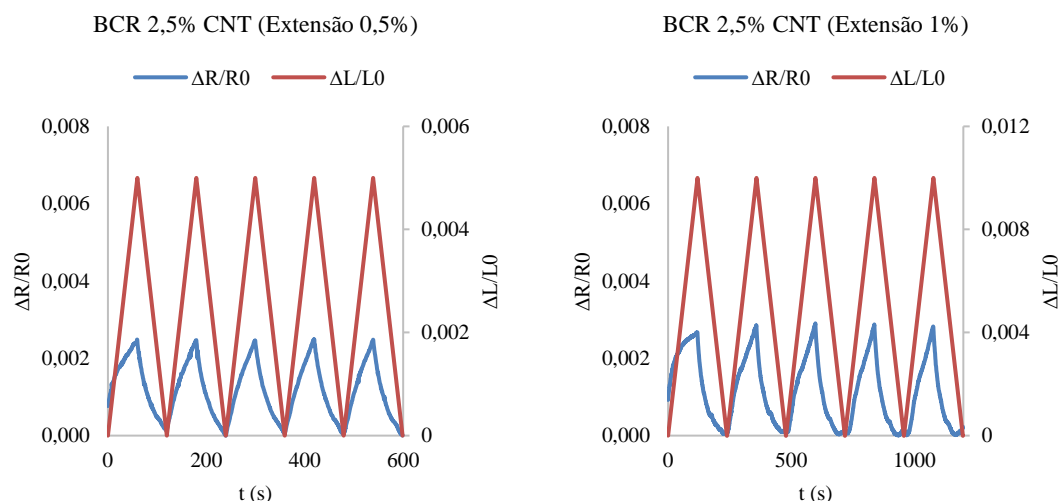 BCR 2,5% CNT (Extensão 0,5%)
ΔR/R0 ΔL/L0
0,008
0,006
0,004
0,002
0,000
ΔR/R0
0,006
0,004
0,002
0
ΔL/L0
0 200 400 600
t (s)
BCR 2,5% CNT (Extensão 1%)
ΔR/R0 ΔL/L0
0,008
0,006
0,004
0,002
0,000
ΔR/R0
0,012
0,008
0,004
0
ΔL/L0
0 500 1000
t (s)